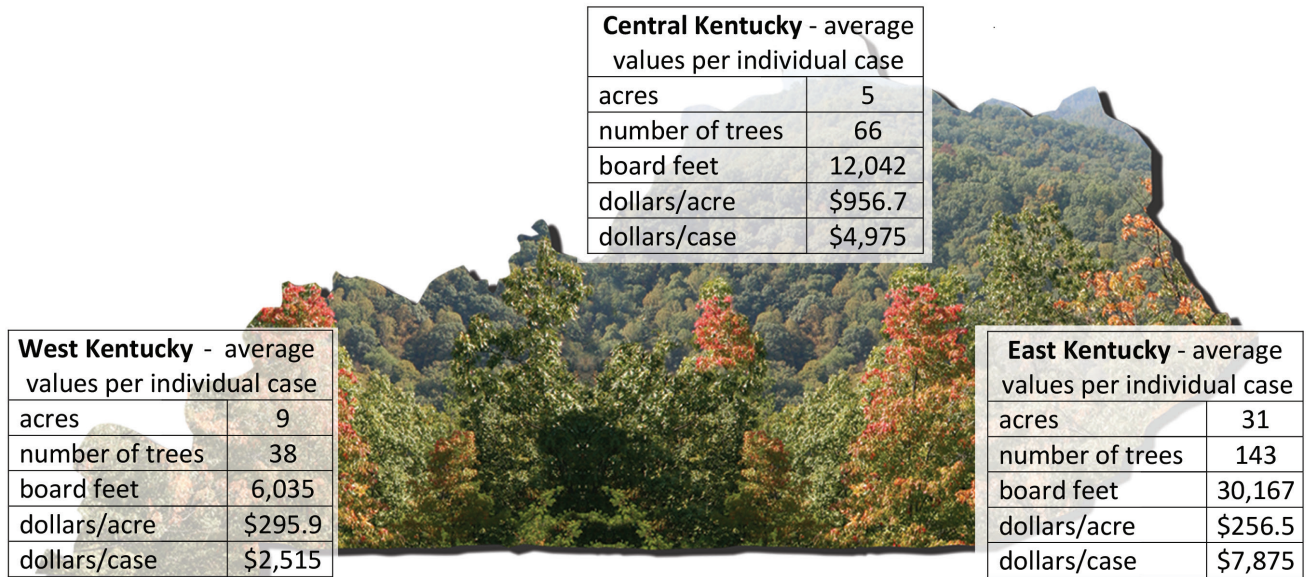 Central Kentucky - average
values per individual case
acres 5
number of trees 66
board feet 12,042
dollars/acre $956.7
dollars/case $4,975
West Kentucky - average
values per individual case
acres 9
number of trees 38
board feet 6,035
dollars/acre $295.9
dollars/case $2,515
East Kentucky - average
values per individual case
acres 31
number of trees 143
board feet 30,167
dollars/acre $256.5
dollars/case $7,875